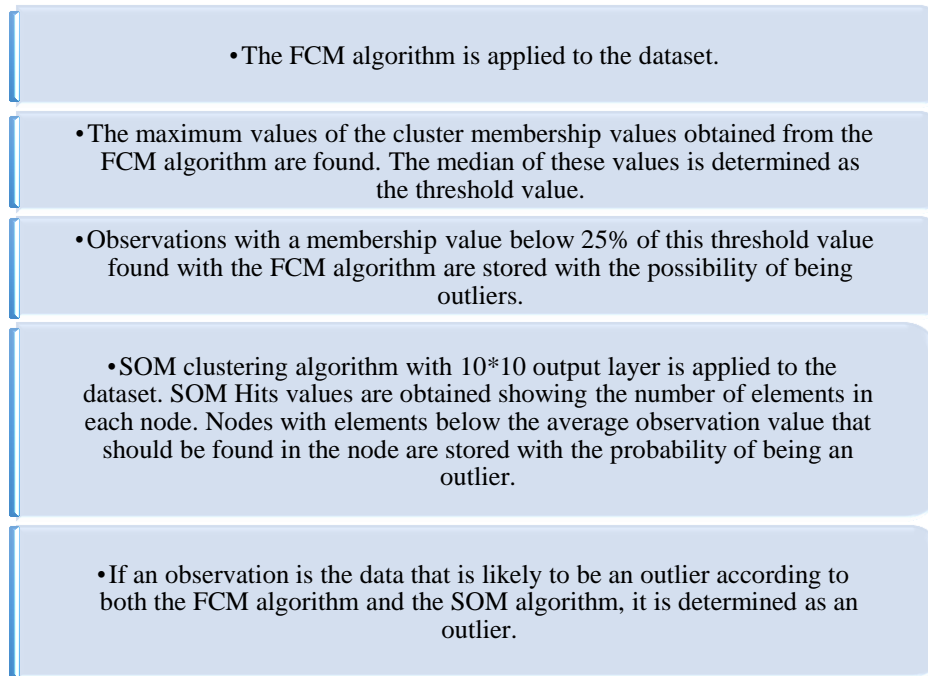 •The FCM algorithm is applied to the dataset.
•The maximum values of the cluster membership values obtained from the
FCM algorithm are found. The median of these values is determined as
the threshold value.
•Observations with a membership value below 25% of this threshold value
found with the FCM algorithm are stored with the possibility of being
outliers.
•SOM clustering algorithm with 10*10 output layer is applied to the
dataset. SOM Hits values are obtained showing the number of elements in
each node. Nodes with elements below the average observation value that
should be found in the node are stored with the probability of being an
outlier.
•If an observation is the data that is likely to be an outlier according to
both the FCM algorithm and the SOM algorithm, it is determined as an
outlier.